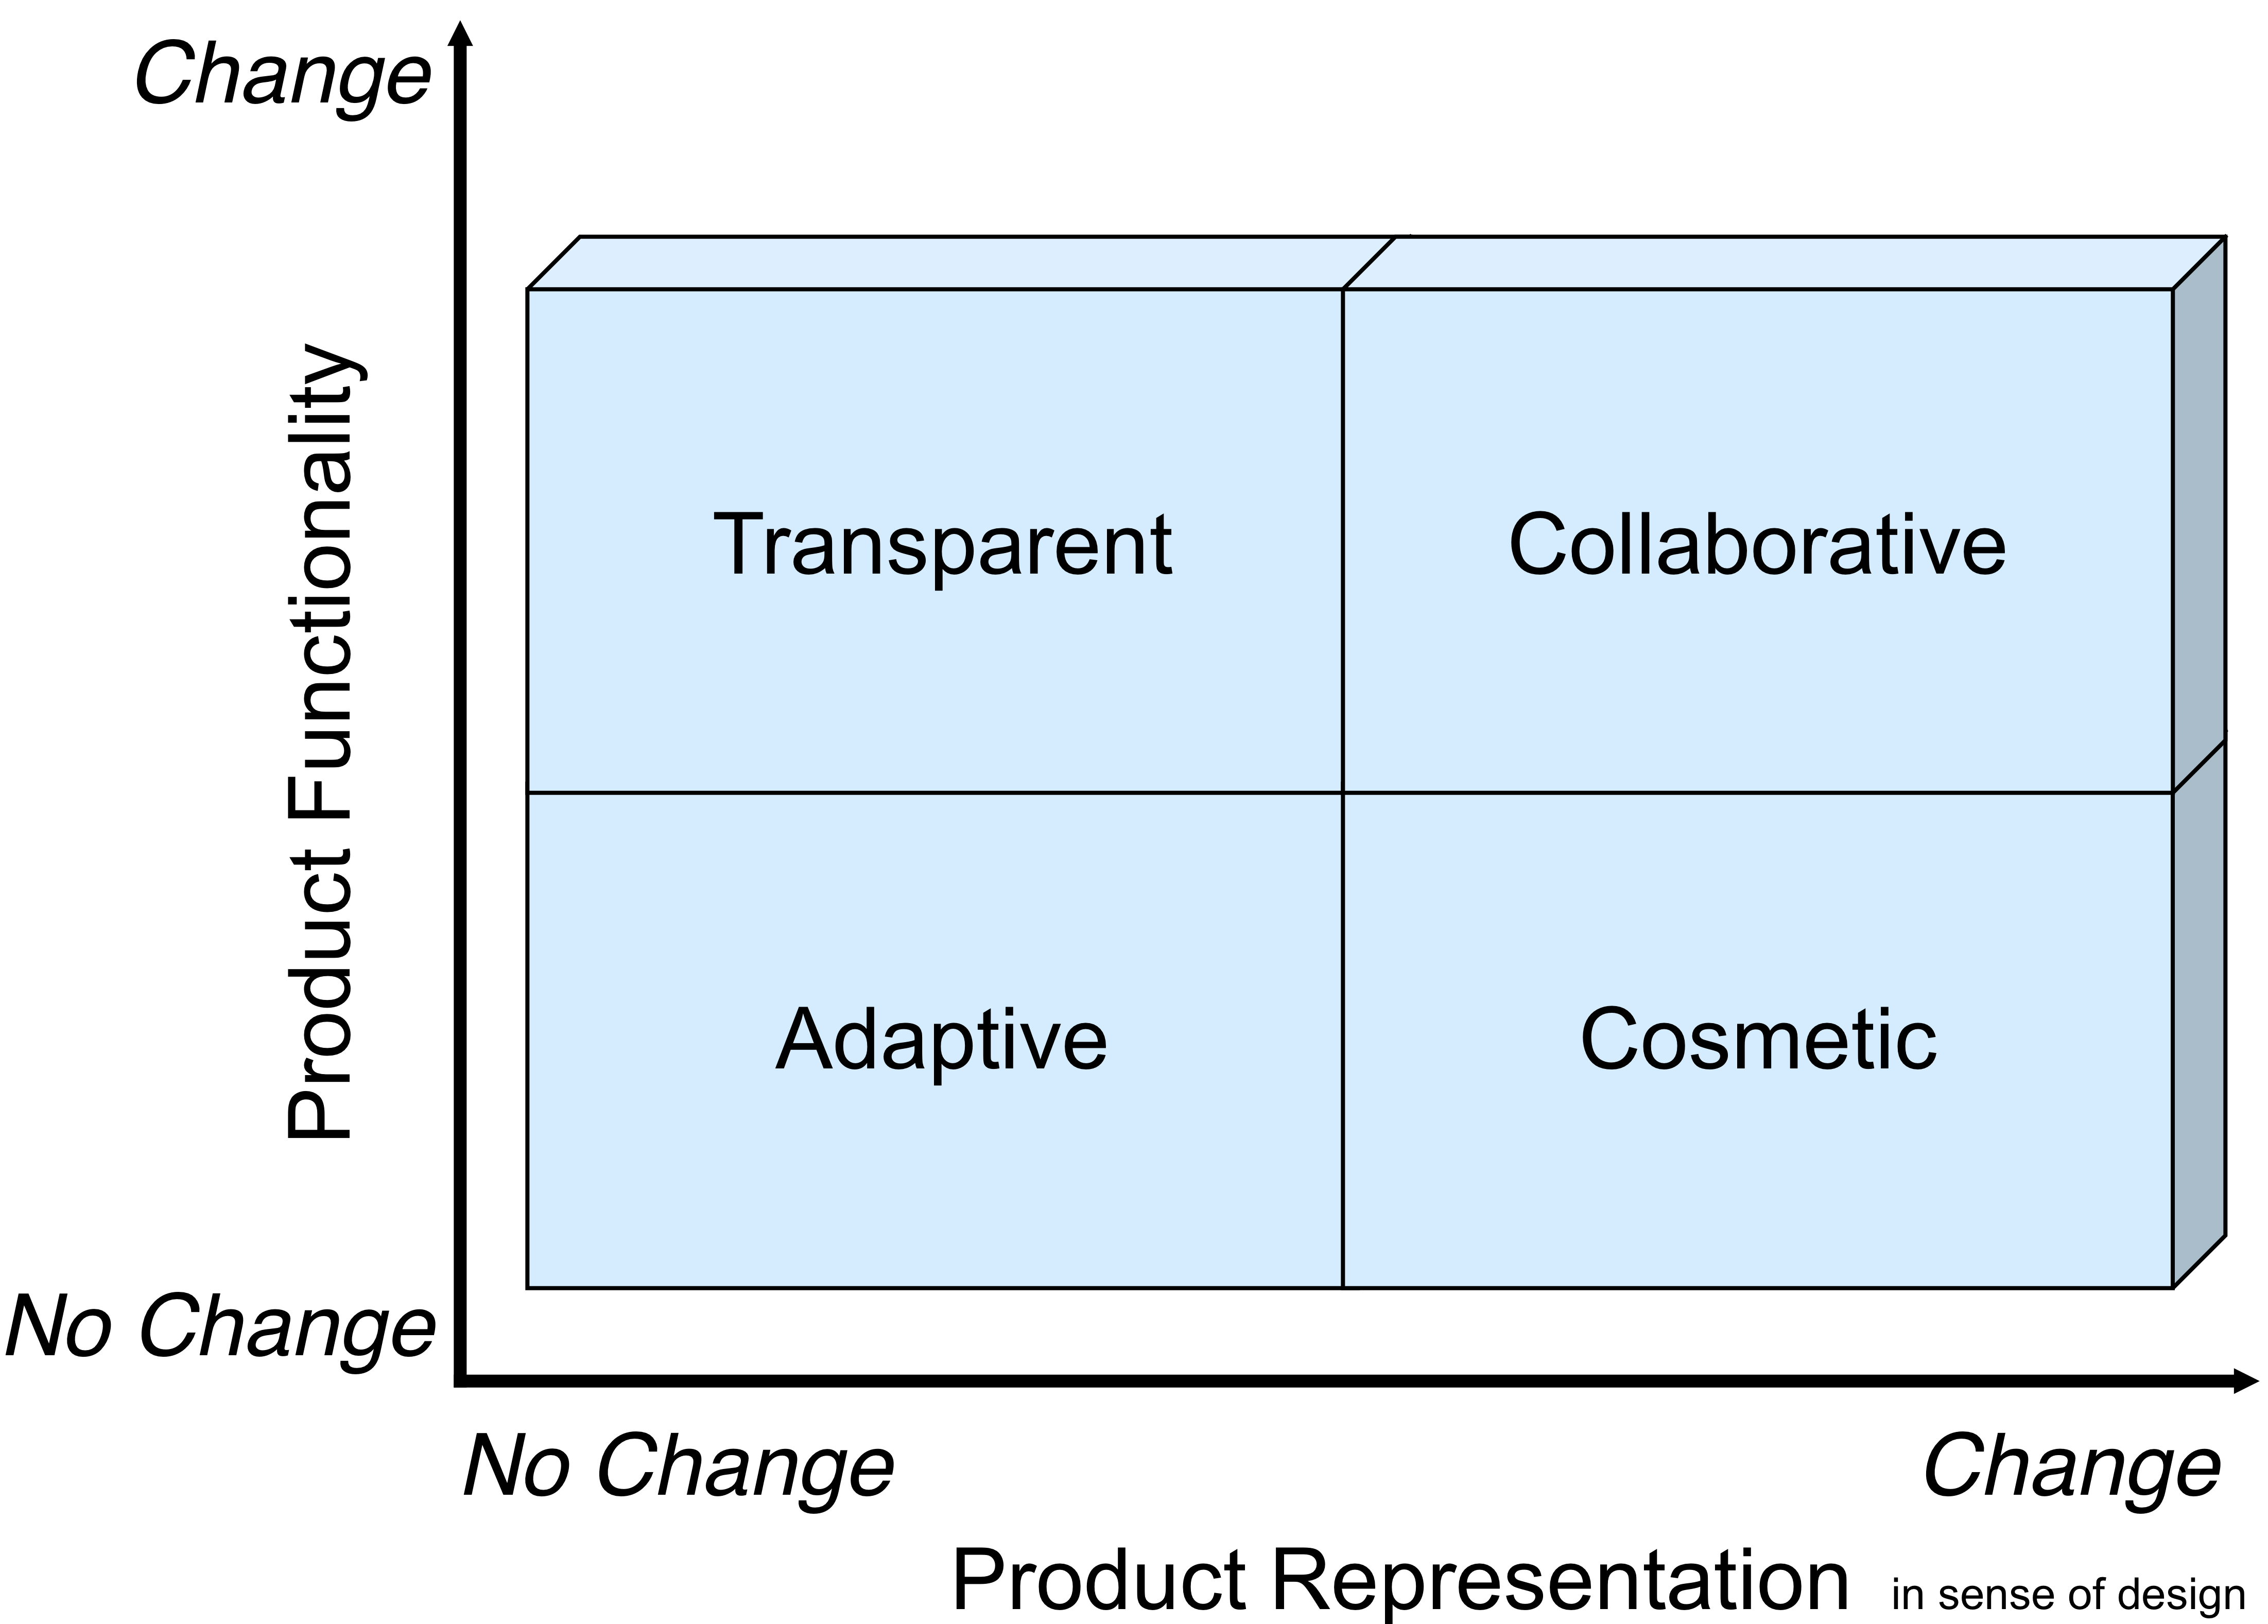 Change
Product Functionality
Transparent
Collaborative
Adaptive
Cosmetic
No Change
No Change
Change
Product Representation in sense of design